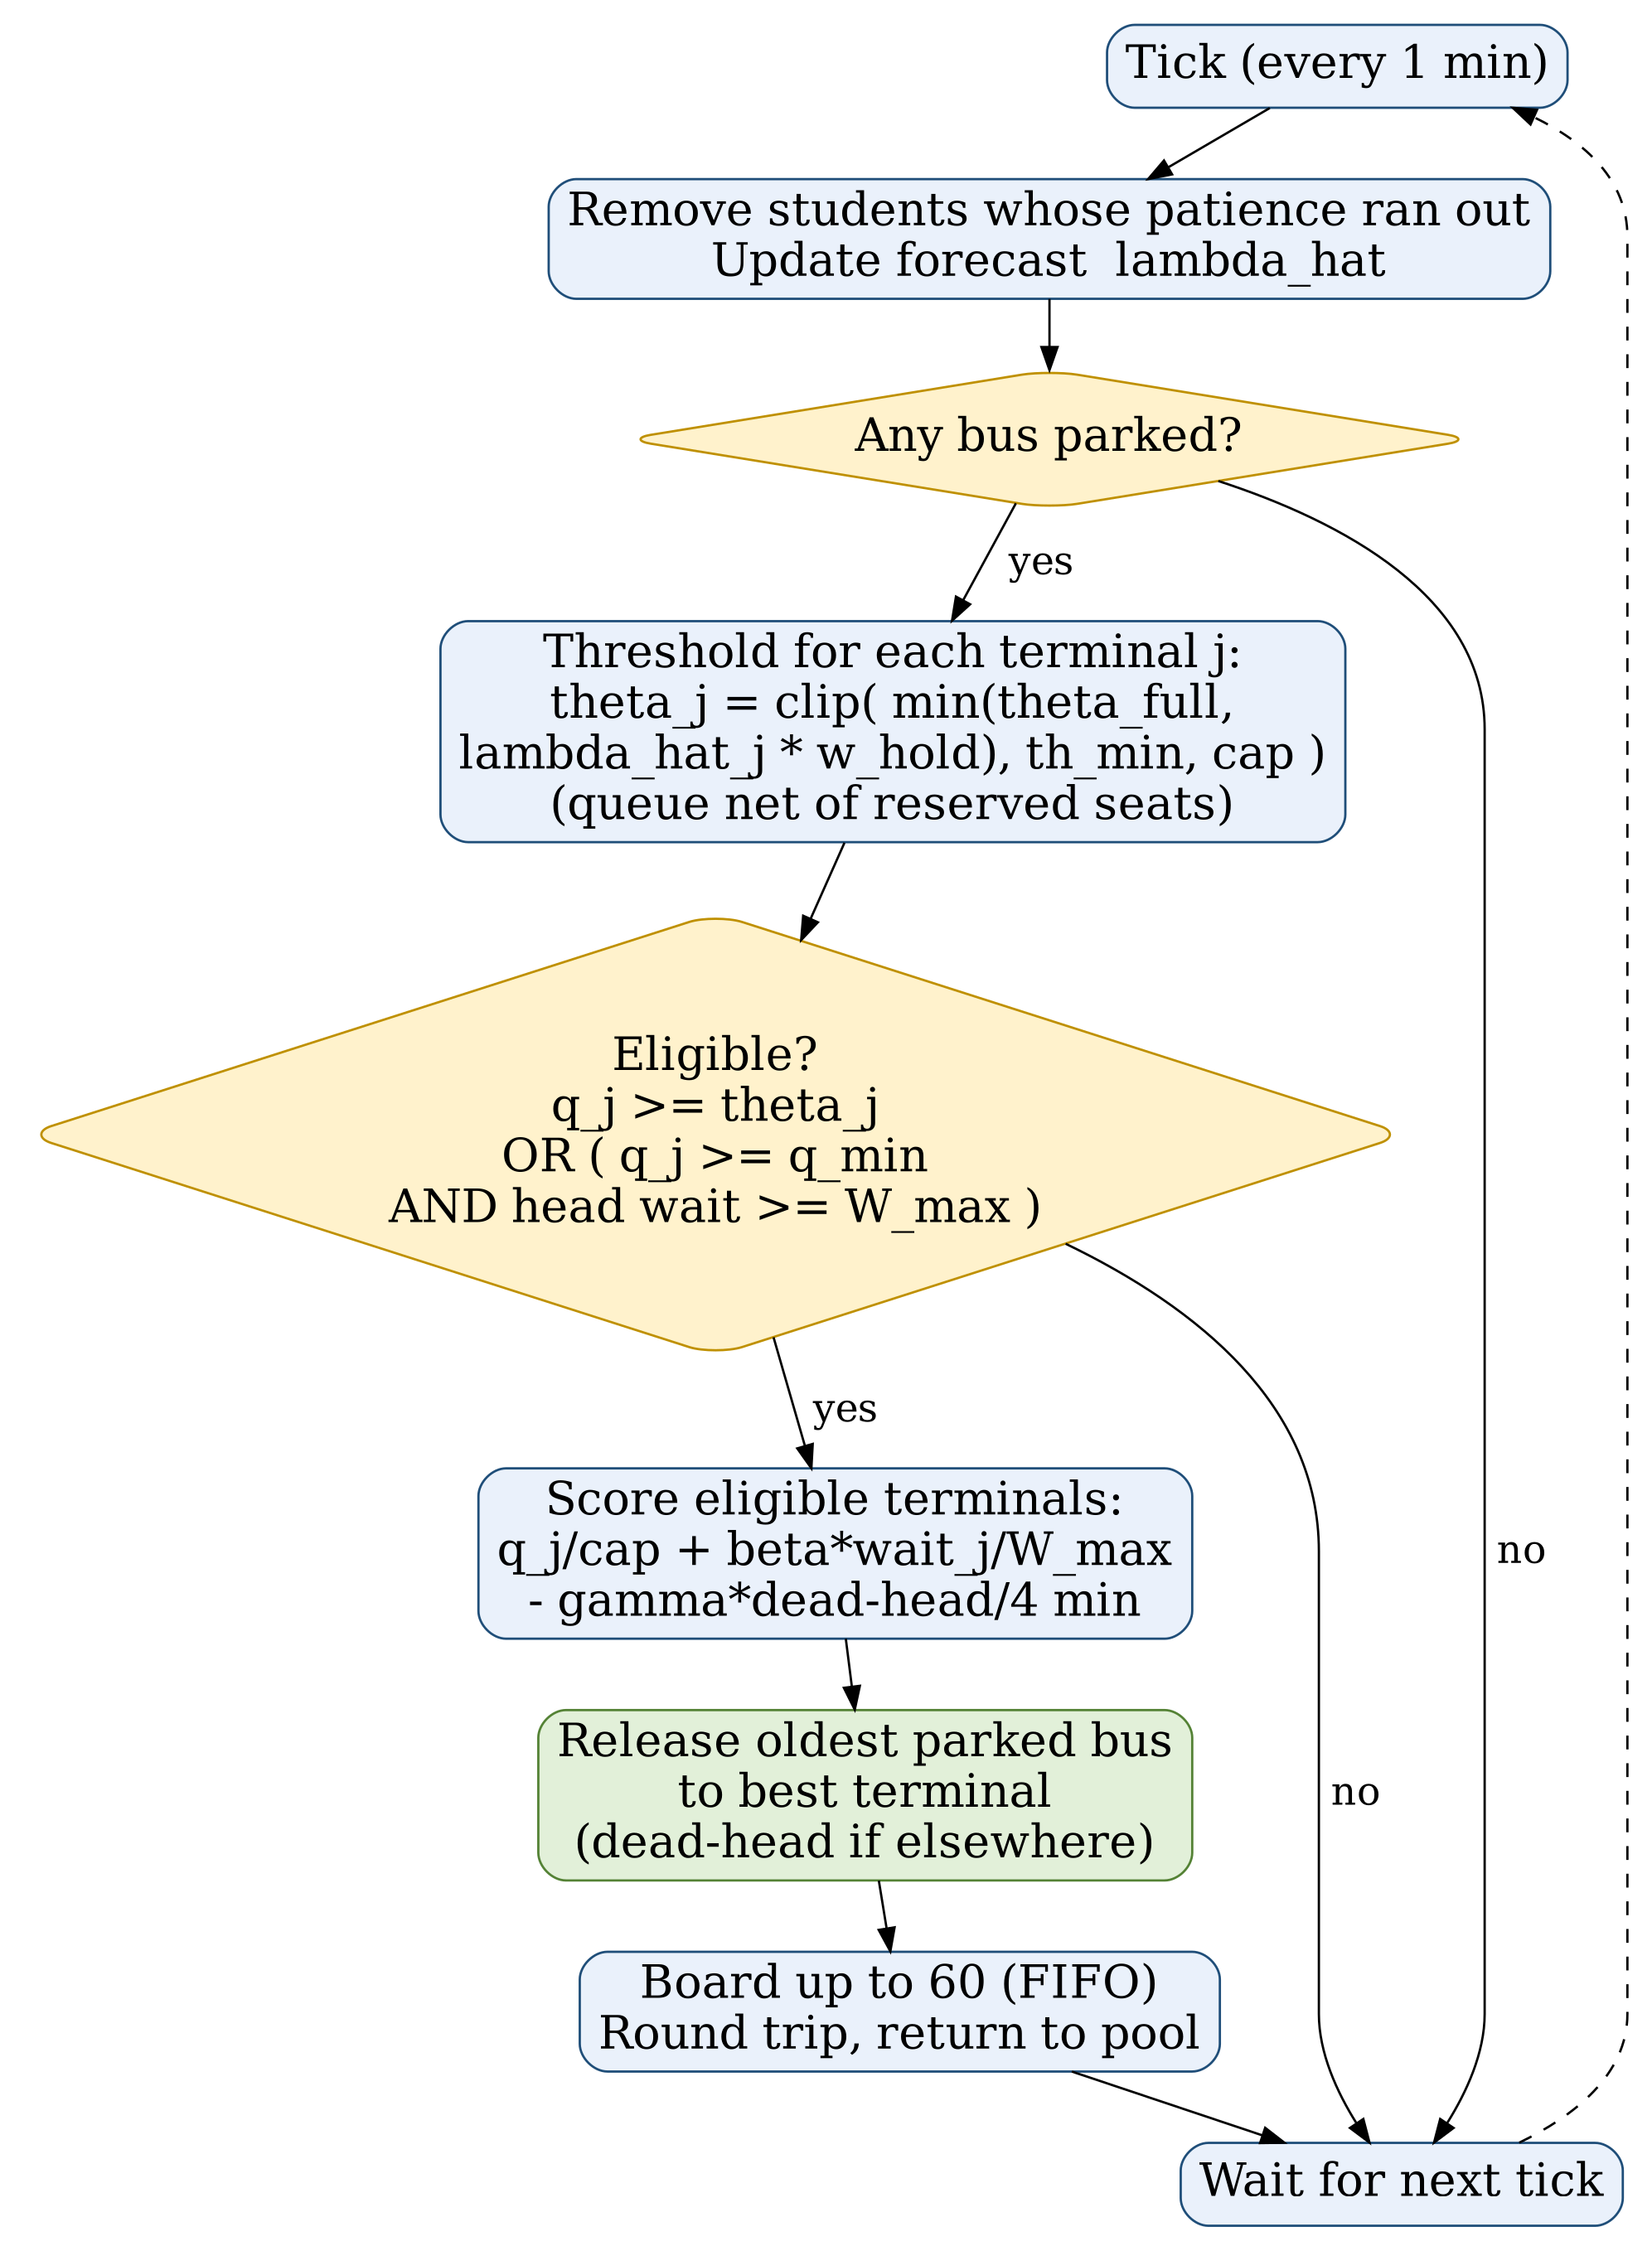 Tick (every 1 min)
Remove students whose patience ran out
Update forecast  lambda_hat
Any bus parked?
yes
Threshold for each terminal j:
theta_j = clip( min(theta_full,
lambda_hat_j * w_hold), th_min, cap )
(queue net of reserved seats)
Eligible?
q_j >= theta_j
OR ( q_j >= q_min
AND head wait >= W_max )
yes
Score eligible terminals:
q_j/cap + beta*wait_j/W_max
- gamma*dead-head/4 min
no
Release oldest parked bus
to best terminal
(dead-head if elsewhere)
no
Board up to 60 (FIFO)
Round trip, return to pool
Wait for next tick